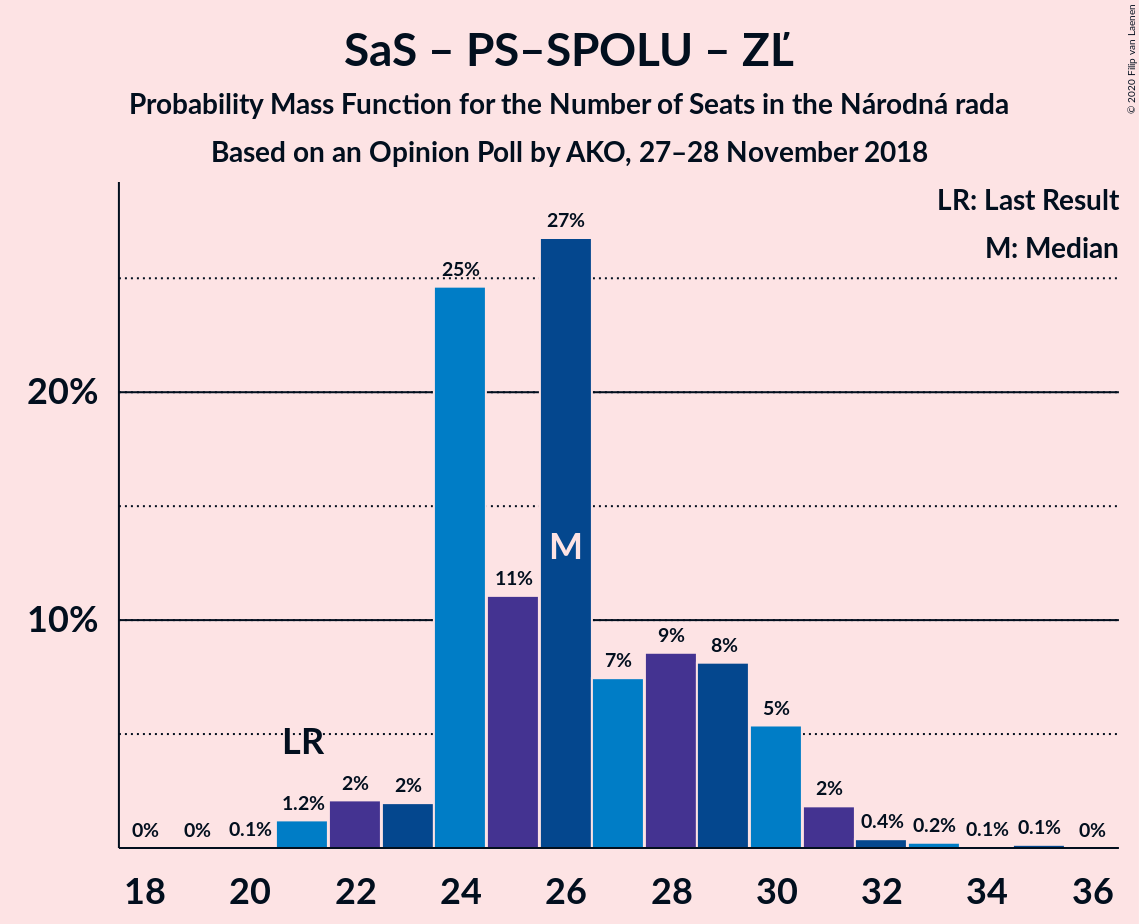 SaS – PS–SPOLU – ZĽ
Probability Mass Function for the Number of Seats in the Národná rada
Based on an Opinion Poll by AKO, 27–28 November 2018
© 2020 Filip van Laenen
LR: Last Result
M: Median
27%
25%
20%
M
11%
10%
9%
8%
7%
5%
LR
2%
2%
2%
1.2%
0.4%
0.2%
0%
0%
0.1%
0.1%
0.1%
0%
18 20 22 24 26 28 30 32 34 36